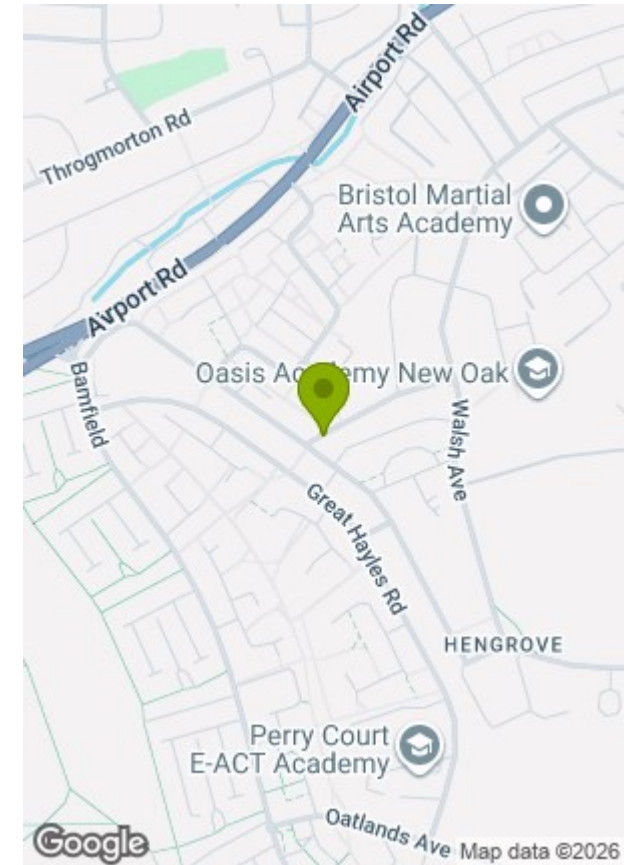 Airport Rd
Throgmorton Rd
Bristol Martial
Arts Academy
Airport Rd
Oasis Academy New Oak
Bamfield
Walsh Ave
Great Hayles Rd
HENGROVE
Perry Court
E-ACT Academy
Oatlands Ave
Google
Map data ©2026